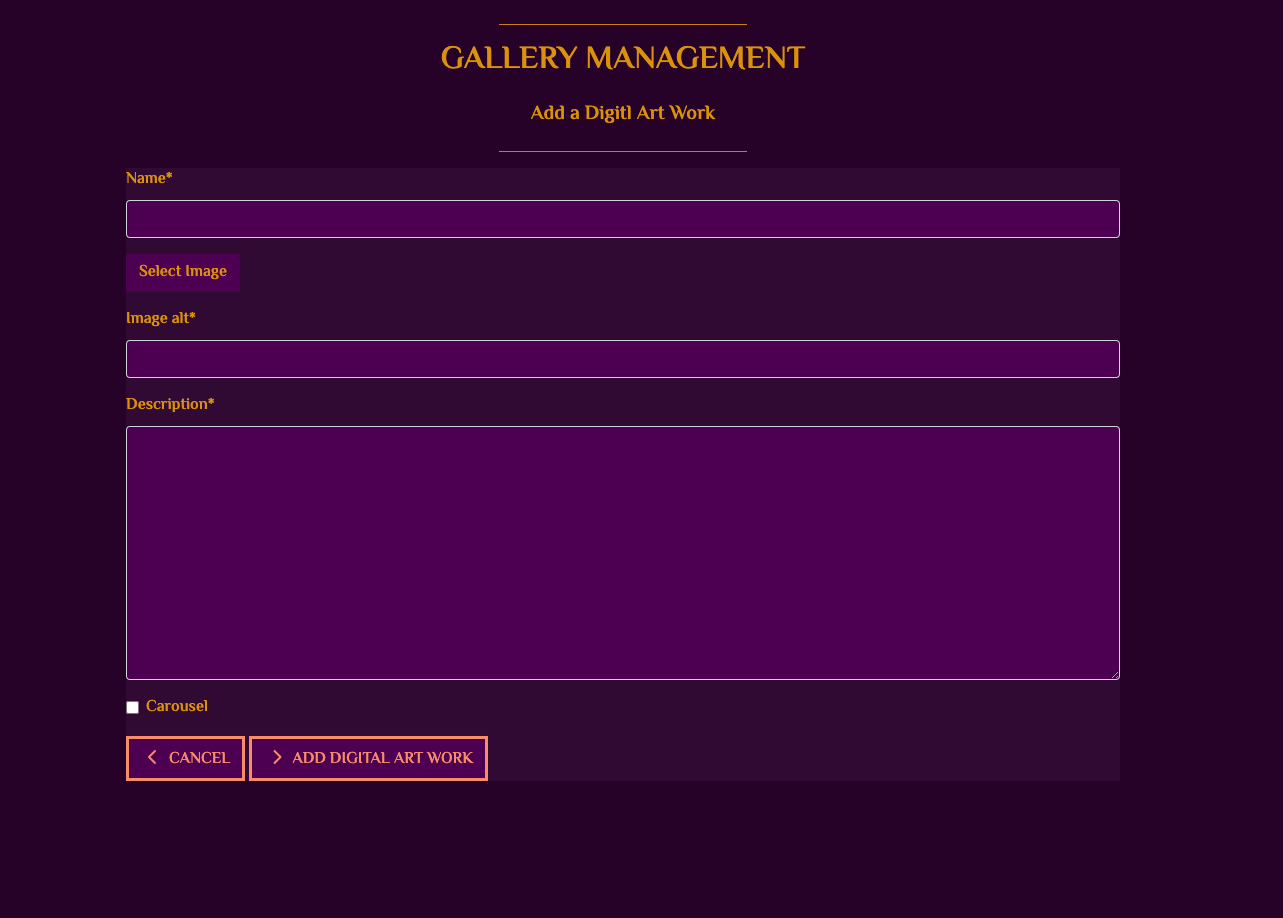 GALLERY MANAGEMENT
Add a Digitl Art Work
Name*
Select Image
Image alt*
Description*
Carousel
CANCEL ADD DIGITAL ART WORK